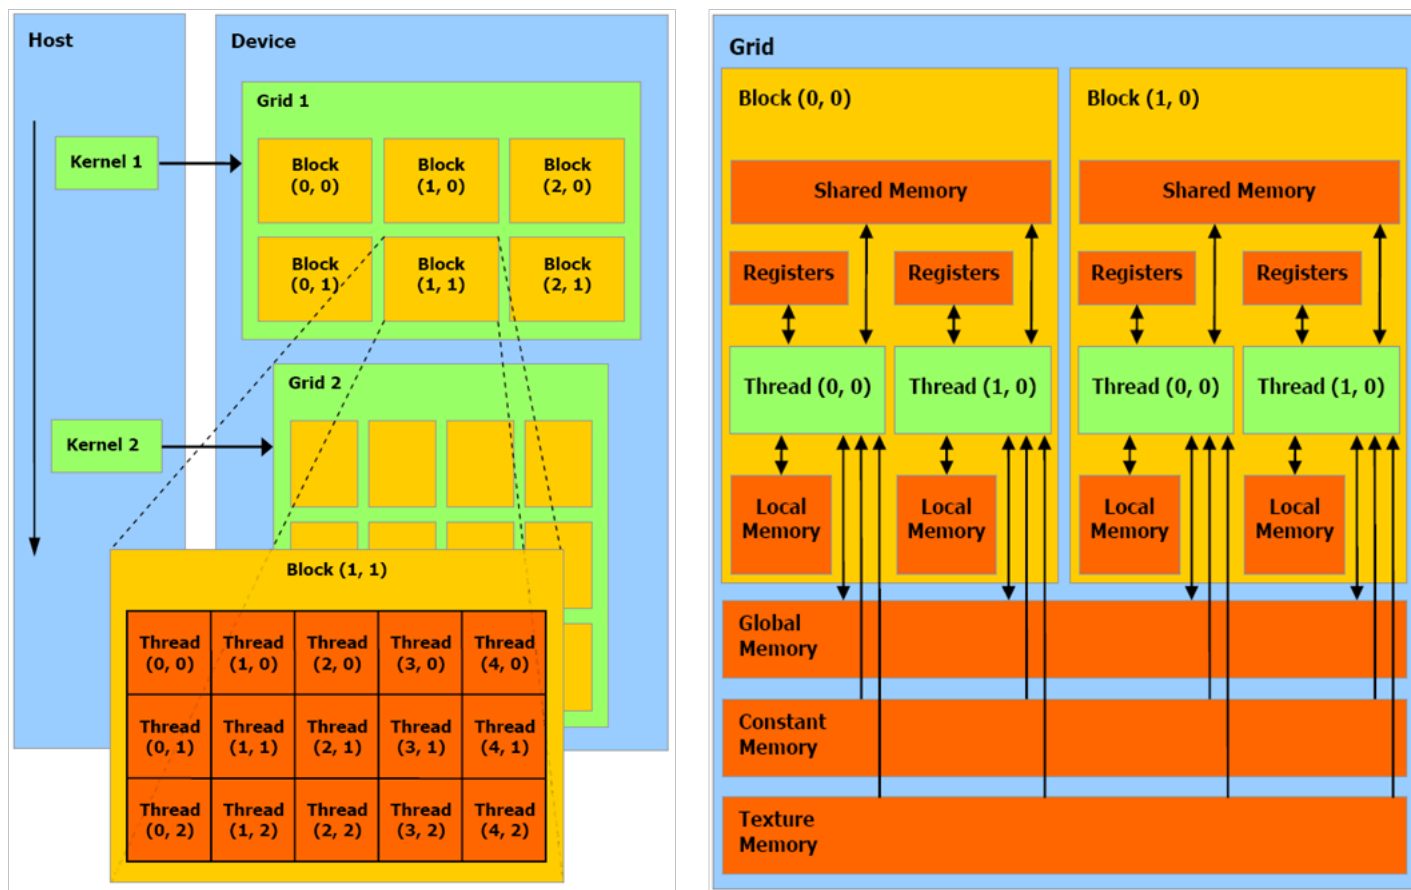 Host
Device
Grid 1
Kernel 1
Block
(0, 0)
Block
(1, 0)
Block
(2, 0)
Block
(0, 1)
Block
(1, 1)
Block
(2, 1)
Grid 2
Kernel 2
Block (1, 1)
Thread
(0, 0)
Thread
(1, 0)
Thread
(2, 0)
Thread
(3, 0)
Thread
(4, 0)
Thread
(0, 1)
Thread
(1, 1)
Thread
(2, 1)
Thread
(3, 1)
Thread
(4, 1)
Thread
(0, 2)
Thread
(1, 2)
Thread
(2, 2)
Thread
(3, 2)
Thread
(4, 2)
Grid
Block (0, 0)
Shared Memory
Registers
Registers
Thread (0, 0)
Thread (1, 0)
Local
Memory
Local
Memory
Block (1, 0)
Shared Memory
Registers
Registers
Thread (0, 0)
Thread (1, 0)
Local
Memory
Local
Memory
Global
Memory
Constant
Memory
Texture
Memory